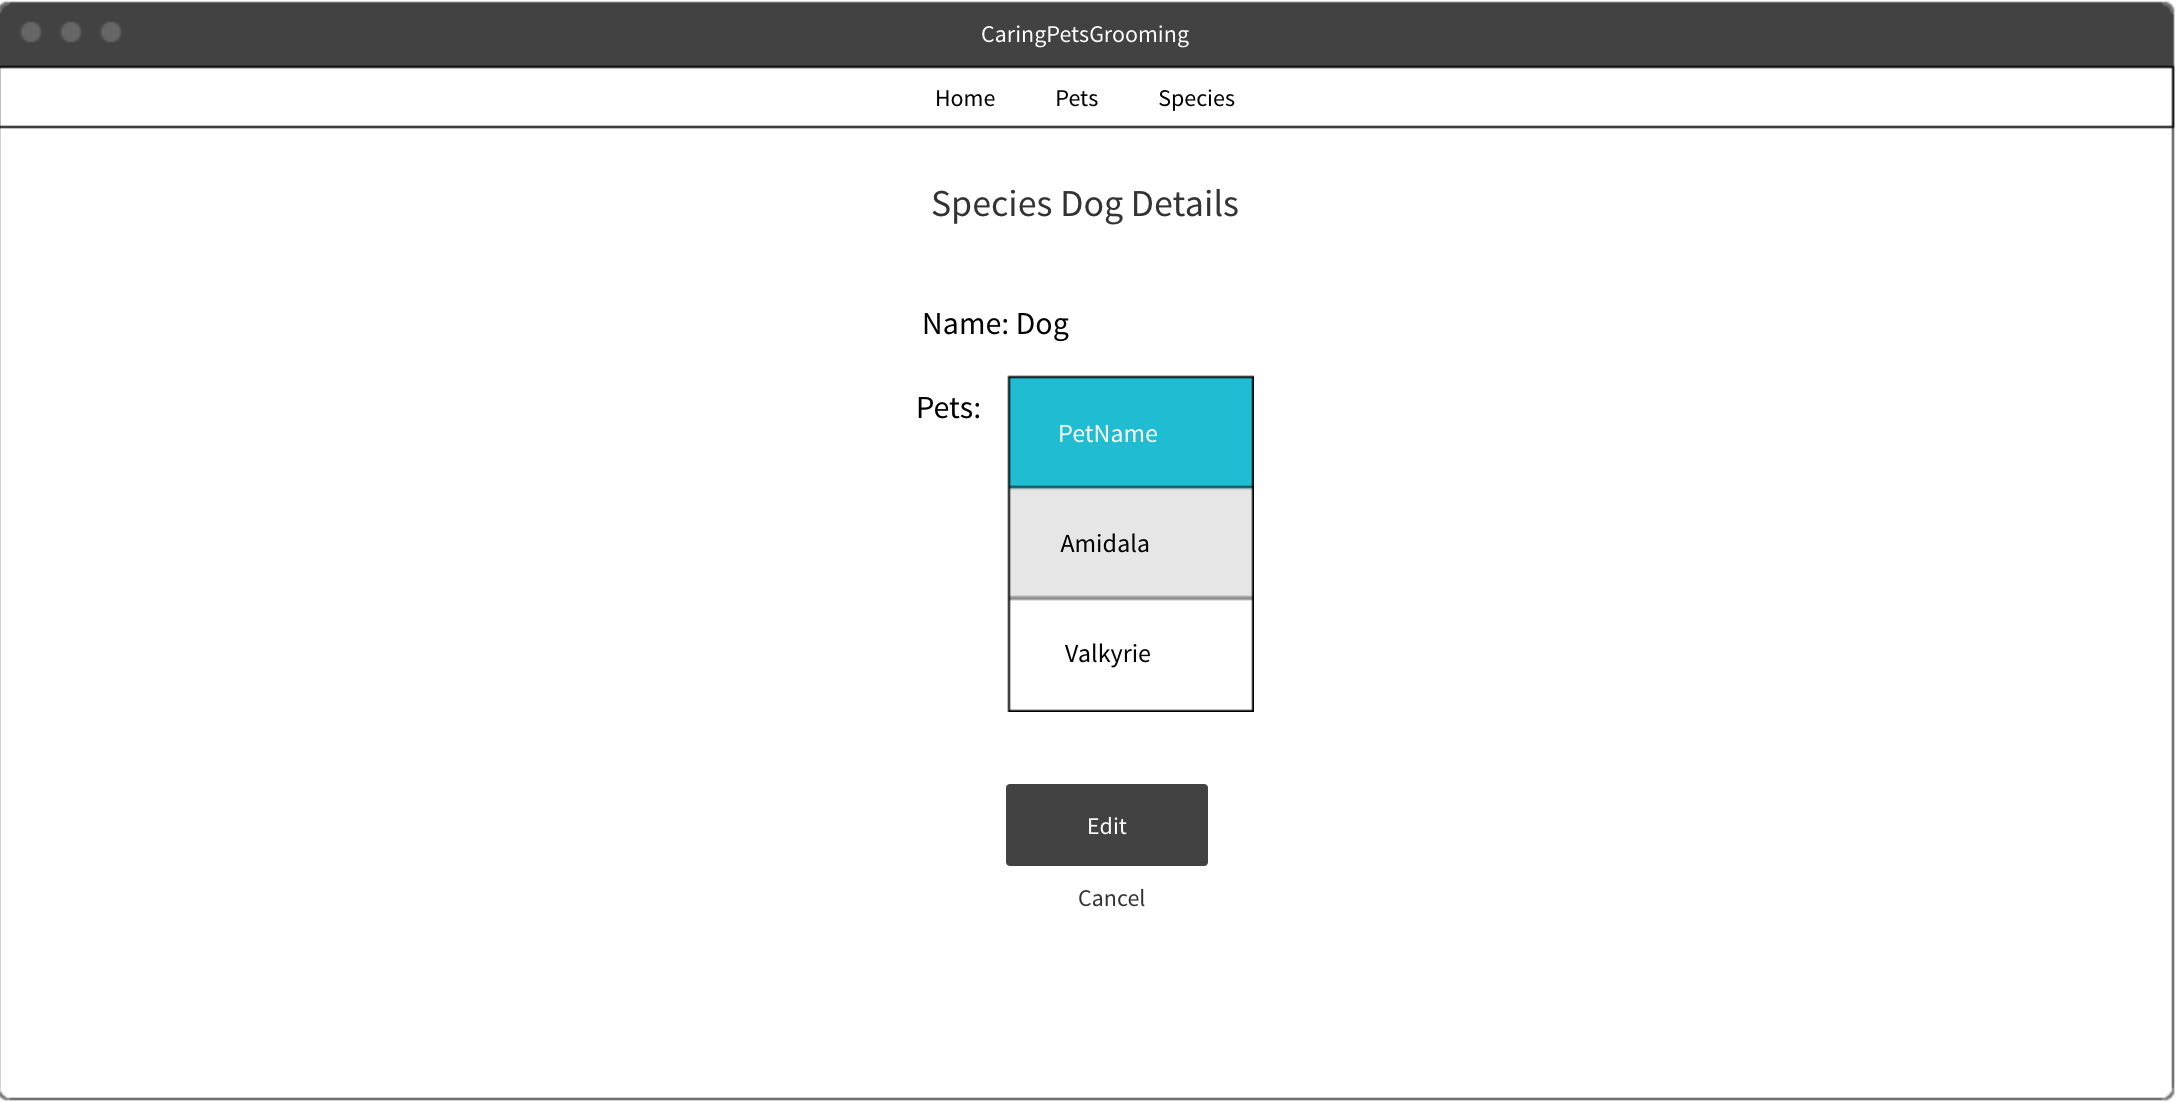 CaringPetsGrooming
Home Pets Species
Species Dog Details
Name: Dog
Pets:
PetName
Amidala
Valkyrie
Edit
Cancel